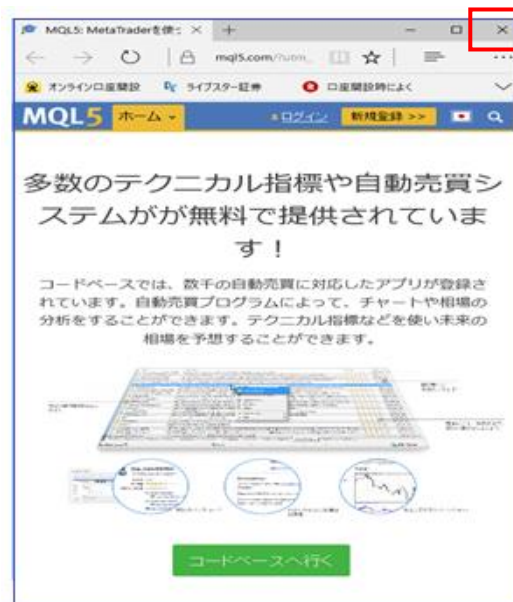 MQL5: MetaTraderを使
mql5.com/?utm_
オンライン口座開設 ライブスター証券 口座開設時によく
MQL5 ホーム ログイン 新規登録 >>
多数のテクニカル指標や自動売買シ
ステムがが無料で提供されていま
す！
コードベースでは、数千の自動売買に対応したアプリが登録さ
れています。自動売買プログラムによって、チャートや相場の
分析をすることができます。テクニカル指標などを使い未来の
相場を予想することができます。
コードベースへ行く